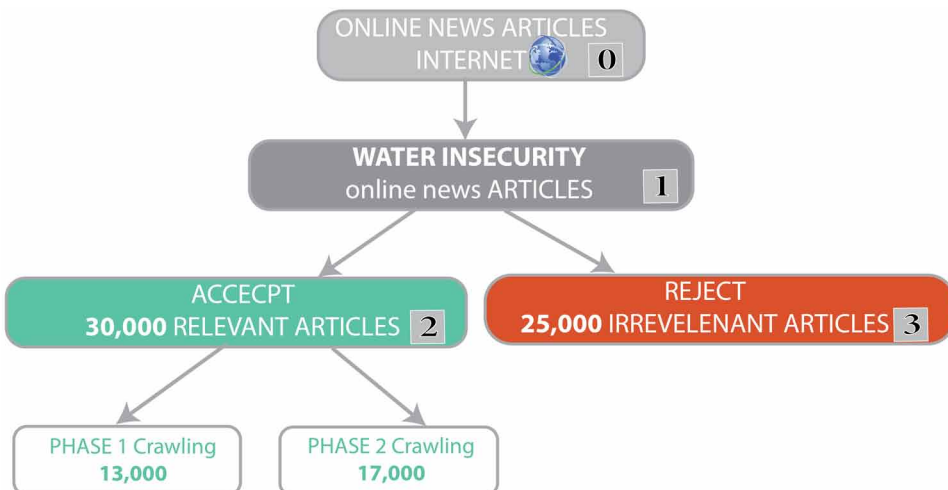 ONLINE NEWS ARTICLES
INTERNET 0
WATER INSECURITY
online news ARTICLES 1
ACCECPT
30,000 RELEVANT ARTICLES 2
REJECT
25,000 IRREVELENANT ARTICLES 3
PHASE 1 Crawling
13,000
PHASE 2 Crawling
17,000